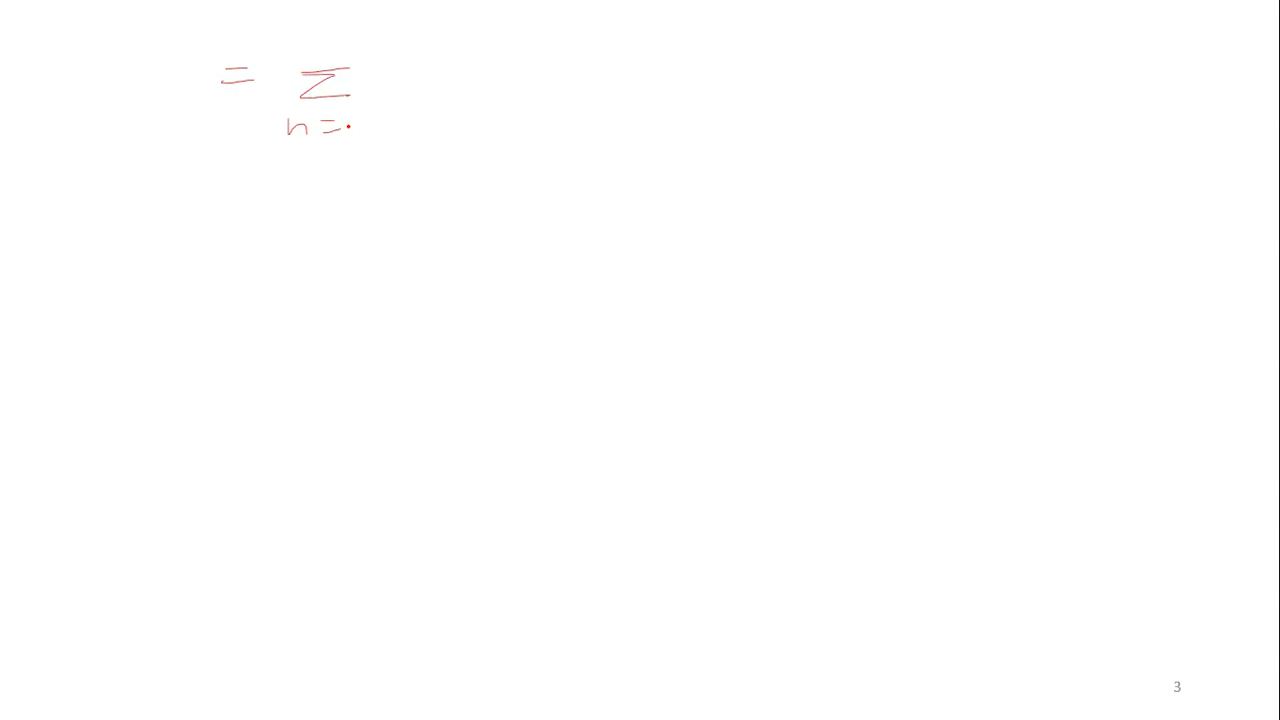 = Σ
n =
3